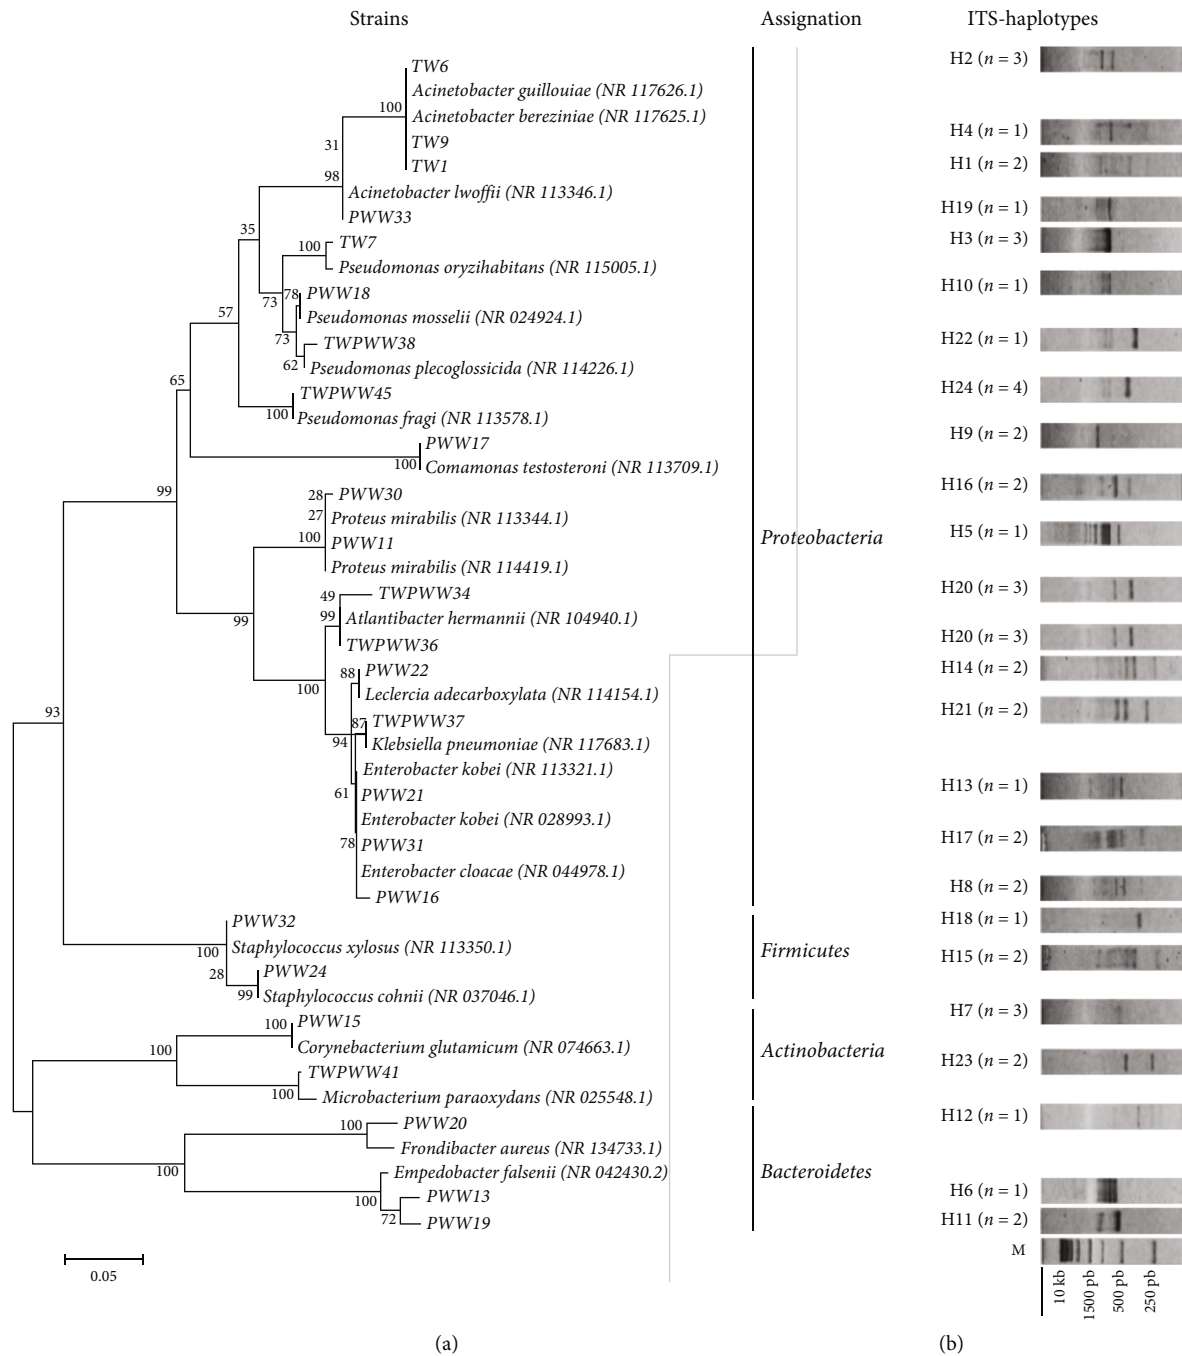 Strains
Assignation
ITS-haplotypes
TW6
Acinetobacter guillouiae (NR 117626.1)
100
Acinetobacter bereziniae (NR 117625.1)
31
TW9
TW1
98
Acinetobacter lwoffii (NR 113346.1)
PWW33
35
100
TW7
Pseudomonas oryzihabitans (NR 115005.1)
73
78
PWW18
57
Pseudomonas mosselii (NR 024924.1)
73
TWPWW38
62
Pseudomonas plecoglossicida (NR 114226.1)
65
TWPWW45
100
Pseudomonas fragi (NR 113578.1)
PWW17
100
Comamonas testosteroni (NR 113709.1)
99
28
PWW30
27
Proteus mirabilis (NR 113344.1)
100
PWW11
Proteus mirabilis (NR 114419.1)
99
49
TWPWW34
99
Atlantibacter hermannii (NR 104940.1)
TWPWW36
100
88
PWW22
Leclercia adecarboxylata (NR 114154.1)
93
87
TWPWW37
94
Klebsiella pneumoniae (NR 117683.1)
Enterobacter kobei (NR 113321.1)
61
PWW21
Enterobacter kobei (NR 028993.1)
78
PWW31
Enterobacter cloacae (NR 044978.1)
PWW16
PWW32
100
Staphylococcus xylosus (NR 113350.1)
28
PWW24
99
Staphylococcus cohnii (NR 037046.1)
100
PWW15
100
Corynebacterium glutamicum (NR 074663.1)
TWPWW41
100
Microbacterium paraoxydans (NR 025548.1)
100
PWW20
Frondibacter aureus (NR 134733.1)
100
Empedobacter falsenii (NR 042430.2)
100
PWW13
72
PWW19
0.05
(a)
Proteobacteria
Firmicutes
Actinobacteria
Bacteroidetes
H2 (n = 3)
H4 (n = 1)
H1 (n = 2)
H19 (n = 1)
H3 (n = 3)
H10 (n = 1)
H22 (n = 1)
H24 (n = 4)
H9 (n = 2)
H16 (n = 2)
H5 (n = 1)
H20 (n = 3)
H20 (n = 3)
H14 (n = 2)
H21 (n = 2)
H13 (n = 1)
H17 (n = 2)
H8 (n = 2)
H18 (n = 1)
H15 (n = 2)
H7 (n = 3)
H23 (n = 2)
H12 (n = 1)
H6 (n = 1)
H11 (n = 2)
M
10 kb
1500 pb
500 pb
250 pb
(b)